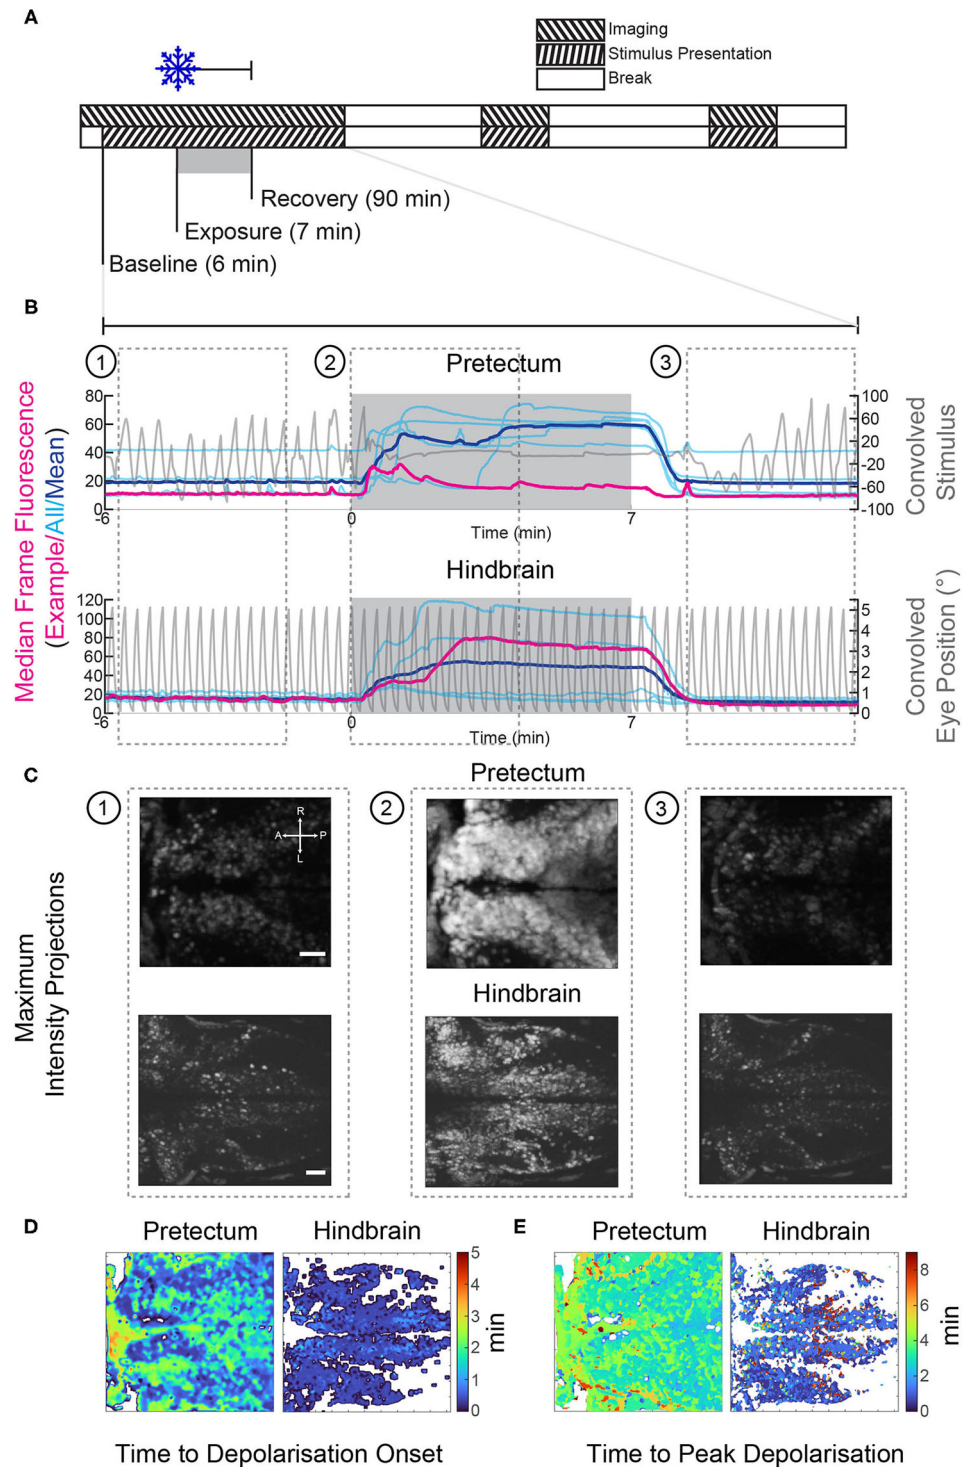 A
Imaging
Stimulus Presentation
Break
Recovery (90 min)
Exposure (7 min)
Baseline (6 min)
B
1
2
3
Pretectum
Median Frame Fluorescence
(Example/All/Mean)
80
60
40
20
0
-6
0
7
Time (min)
100
60
20
-20
-60
-100
Convolved
Stimulus
Hindbrain
120
100
80
60
40
20
0
-6
0
7
Time (min)
5
4
3
2
1
0
Convolved
Eye Position (°)
C
Pretectum
1
2
3
R
A
P
L
Maximum
Intensity Projections
Hindbrain
D
Pretectum
Hindbrain
5
4
3
2
1
0
min
Time to Depolarisation Onset
E
Pretectum
Hindbrain
8
6
4
2
0
min
Time to Peak Depolarisation